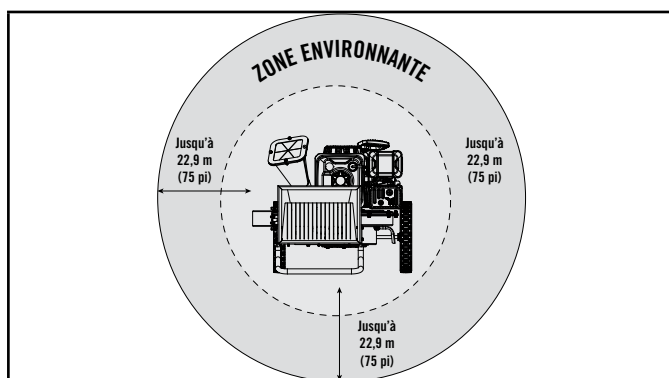 ZONE ENVIRONNANTE
Jusqu'à
22,9 m
(75 pi)
Jusqu'à
22,9 m
(75 pi)
Jusqu'à
22,9 m
(75 pi)